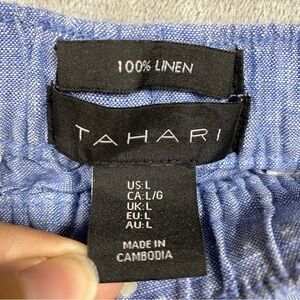 100% LINEN
TAHARI
US: L
CA: L/G
UK: L
EU: L
AU: L
MADE IN
CAMBODIA